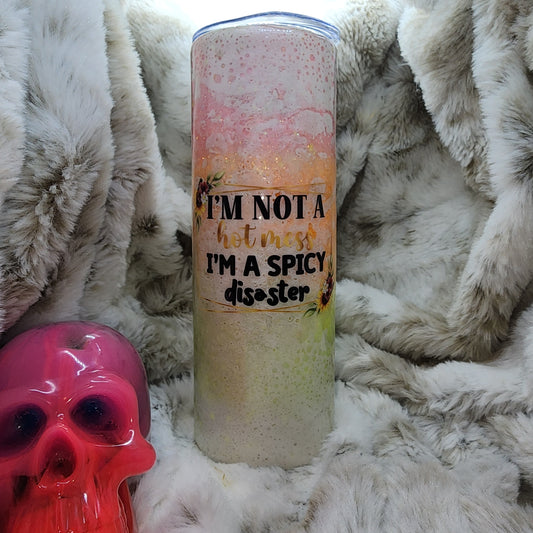 I'M NOT A
hot mess
I'M A SPICY
disaster